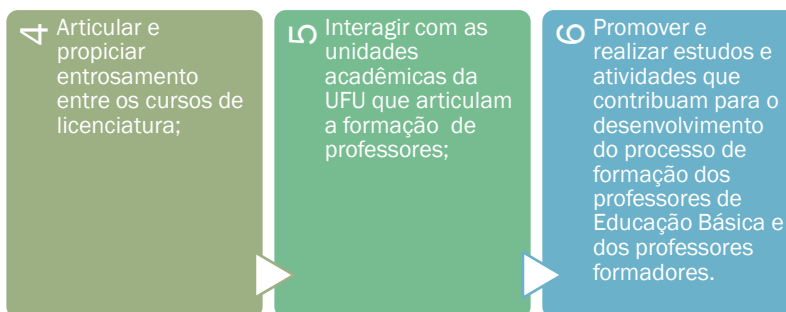 4
Articular e
propiciar
entrosamento
entre os cursos de
licenciatura;
5
Interagir com as
unidades
acadêmicas da
UFU que articulam
a formação de
professores;
6
Promover e
realizar estudos e
atividades que
contribuam para o
desenvolvimento
do processo de
formação dos
professores de
Educação Básica e
dos professores
formadores.